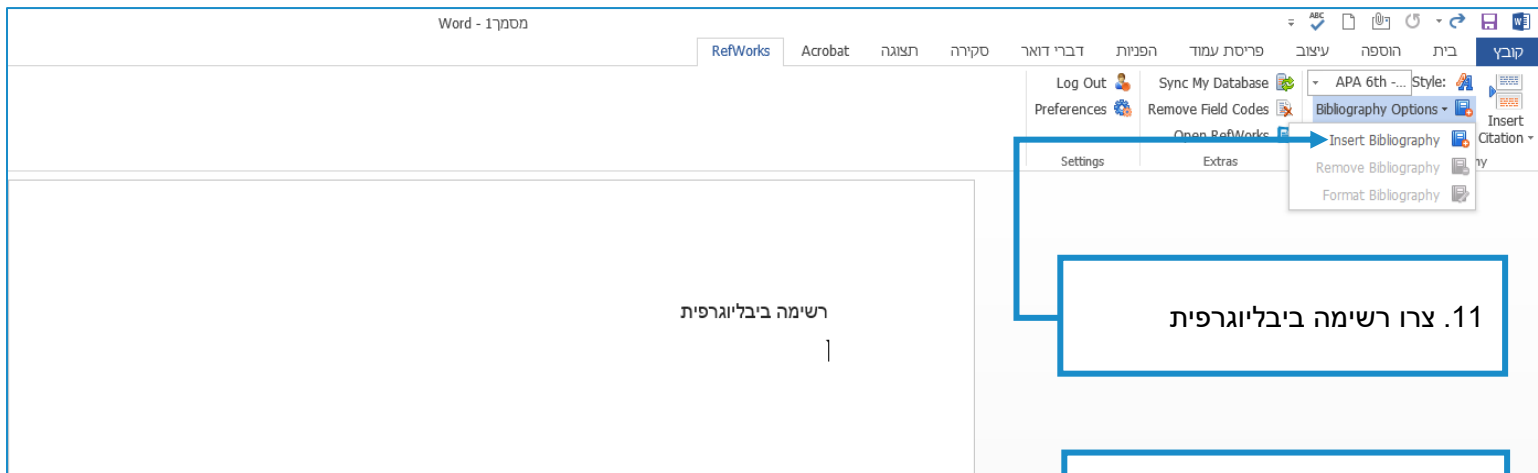 מסמך1 - Word
ABC
קובץ בית הוספה עיצוב פריסת עמוד הפניות דברי דואר סקירה תצוגה Acrobat RefWorks
Insert
Citation
Style: APA 6th -...
Bibliography Options
Insert Bibliography
Remove Bibliography
Format Bibliography
Sync My Database
Remove Field Codes
Open RefWorks
Extras
Log Out
Preferences
Settings
רשימה ביבליוגרפית
11. צרו רשימה ביבליוגרפית